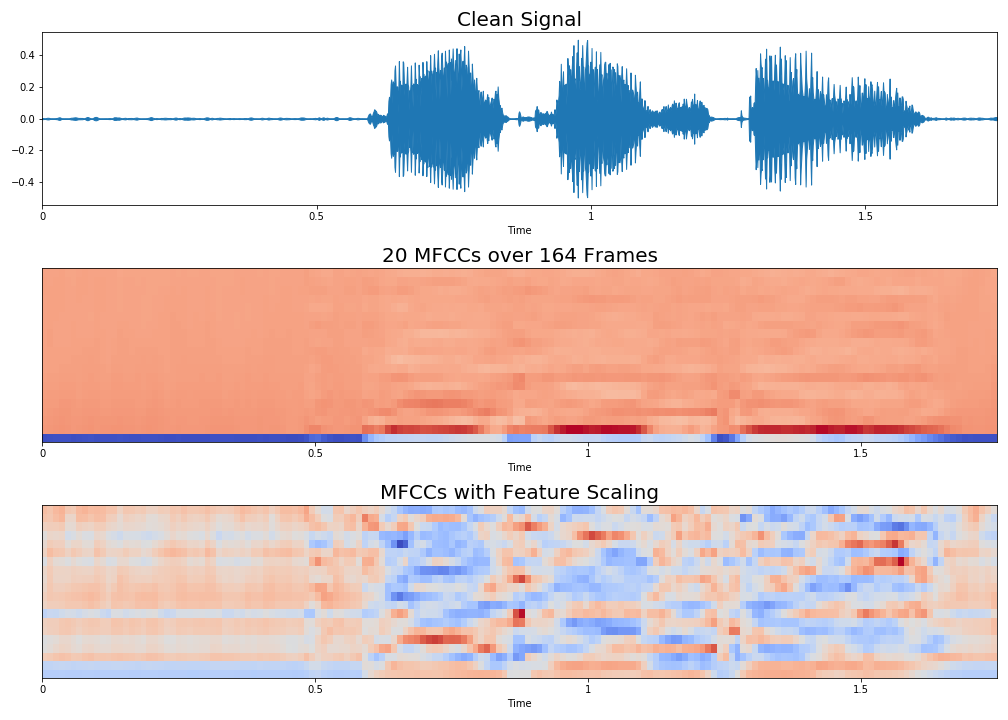 Clean Signal
0.4
0.2
0.0
−0.2
−0.4
0 0.5 1 1.5
Time
20 MFCCs over 164 Frames
0 0.5 1 1.5
Time
MFCCs with Feature Scaling
0 0.5 1 1.5
Time